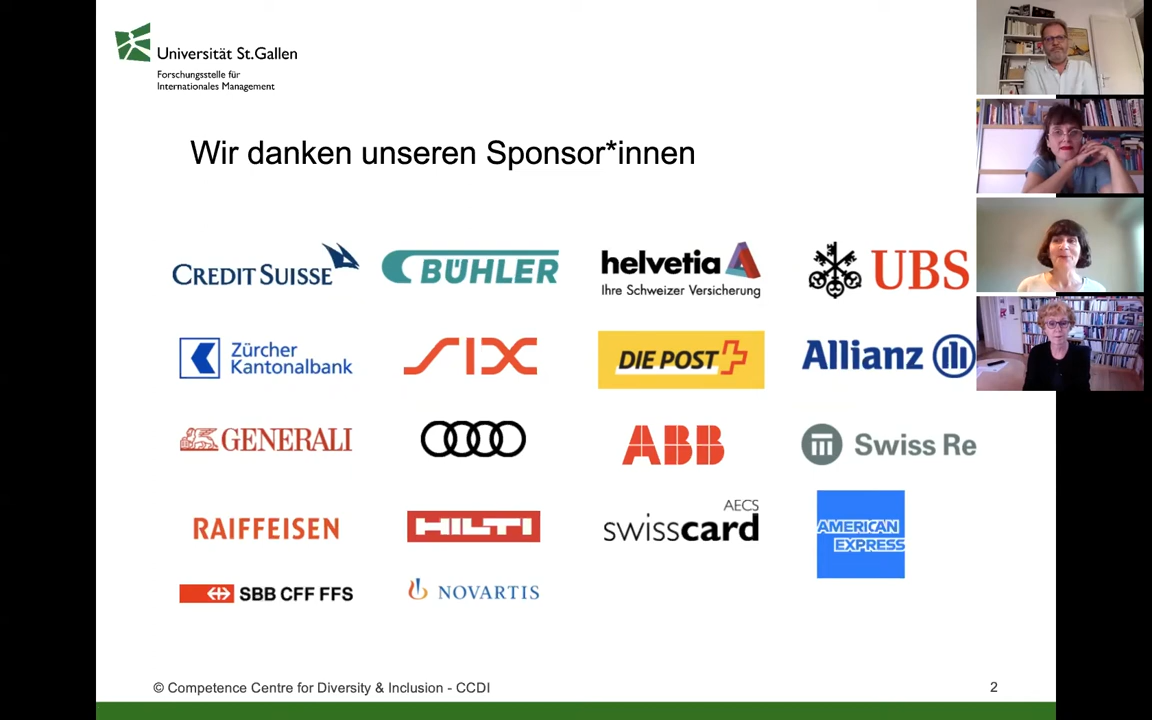 Universität St.Gallen
Forschungsstelle für
Internationales Management
Wir danken unseren Sponsor*innen
CREDIT SUISSE
BÜHLER
helvetia
Ihre Schweizer Versicherung
UBS
Zürcher
Kantonalbank
SIX
DIE POST
Allianz
GENERALI
ABB
Swiss Re
RAIFFEISEN
HILTI
AECS
swisscard
AMERICAN
EXPRESS
SBB CFF FFS
NOVARTIS
© Competence Centre for Diversity & Inclusion - CCDI
2